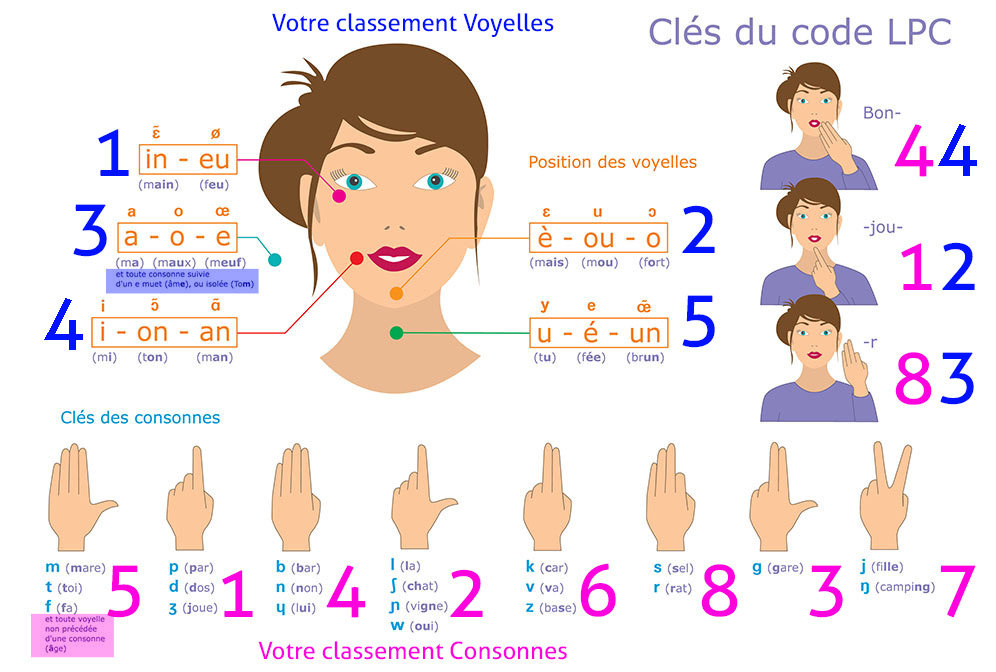 Votre classement Voyelles
Clés du code LPC
Bon-
44
-jou-
12
-r
83
1
ɛ̃ ø
in - eu
(main) (feu)
3
a o œ
a - o - e
(ma) (maux) (meuf)
et toute consonne suivie
d'un e muet (âme), ou isolée (Tom)
4
i ɔ̃ ɑ̃
i - on - an
(mi) (ton) (man)
Position des voyelles
ɛ u ɔ
è - ou - o
(mais) (mou) (fort)
2
y e œ̃
u - é - un
(tu) (fée) (brun)
5
Clés des consonnes
m (mare)
t (toi)
f (fa)
5
et toute voyelle
non précédée
d'une consonne
(âge)
p (par)
d (dos)
ʒ (joue)
1
b (bar)
n (non)
ɥ (lui)
4
l (la)
ʃ (chat)
ɲ (vigne)
w (oui)
2
k (car)
v (va)
z (base)
6
s (sel)
r (rat)
8
g (gare)
3
j (fille)
ŋ (camping)
7
Votre classement Consonnes